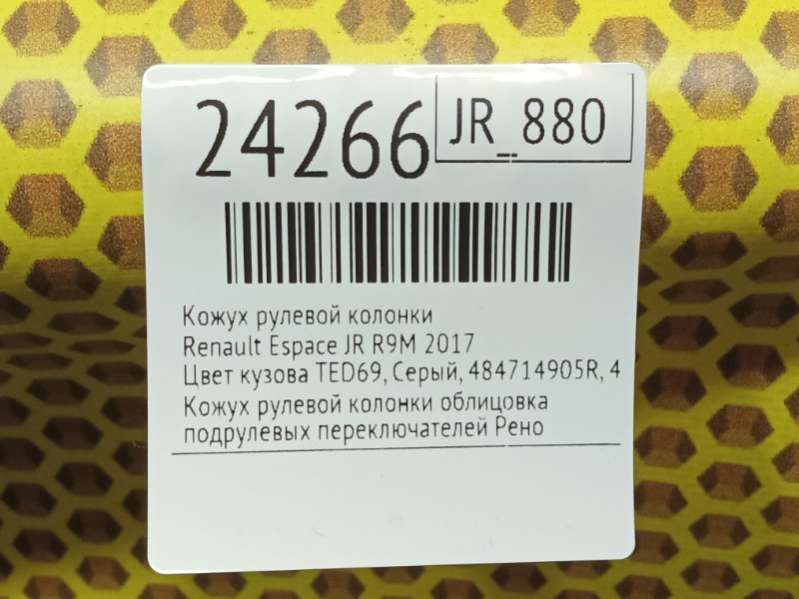 24266
JR_880
Кожух рулевой колонки
Renault Espace JR R9M 2017
Цвет кузова TED69, Серый, 484714905R, 4
Кожух рулевой колонки облицовка
подрулевых переключателей Рено